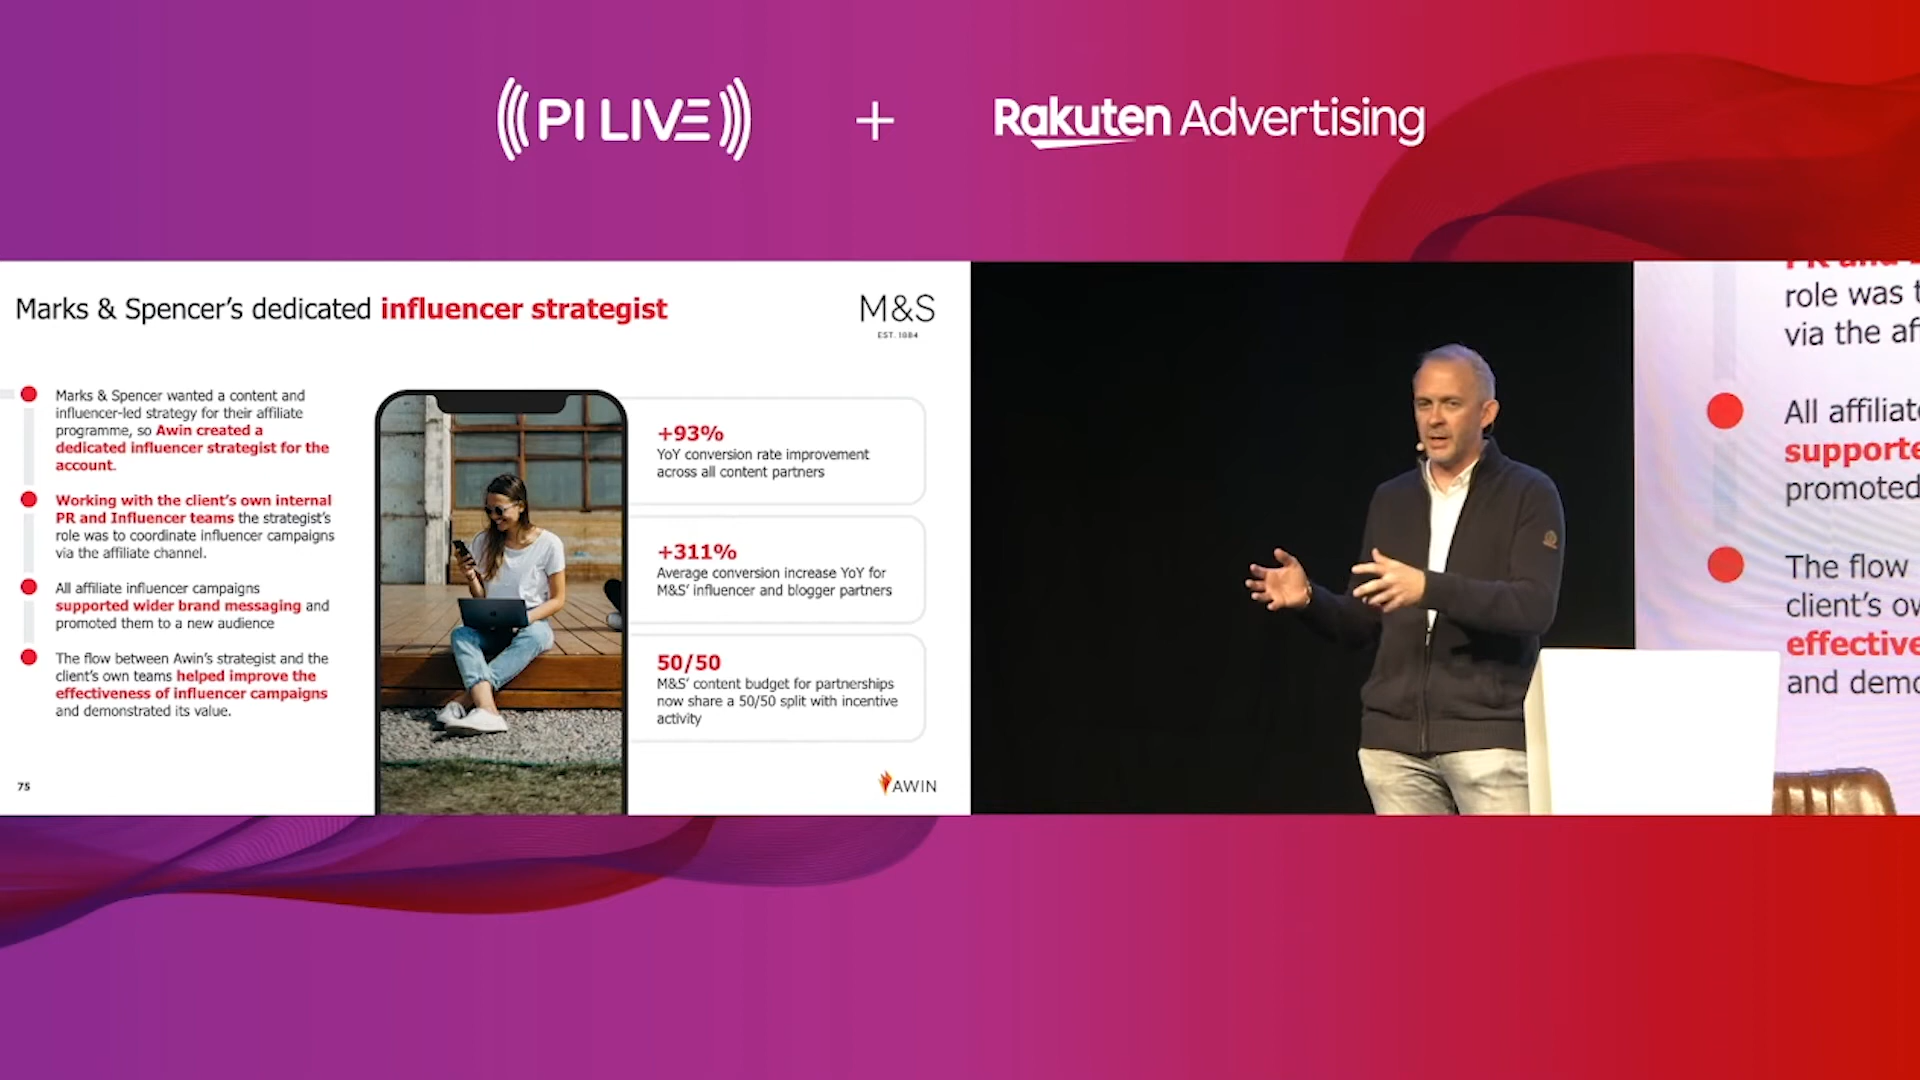 PI LIVE + Rakuten Advertising
Marks & Spencer's dedicated influencer strategist
M&S
EST. 1884
Marks & Spencer wanted a content and
influencer-led strategy for their affiliate
programme, so Awin created a
dedicated influencer strategist for the
account.
Working with the client's own internal
PR and Influencer teams the strategist's
role was to coordinate influencer campaigns
via the affiliate channel.
All affiliate influencer campaigns
supported wider brand messaging and
promoted them to a new audience
The flow between Awin's strategist and the
client's own teams helped improve the
effectiveness of influencer campaigns
and demonstrated its value.
+93%
YoY conversion rate improvement
across all content partners
+311%
Average conversion increase YoY for
M&S' influencer and blogger partners
50/50
M&S' content budget for partnerships
now share a 50/50 split with incentive
activity
75
AWIN
PR and
role was
via the af
All affiliat
supporte
promoted
The flow
client's ow
effective
and demo